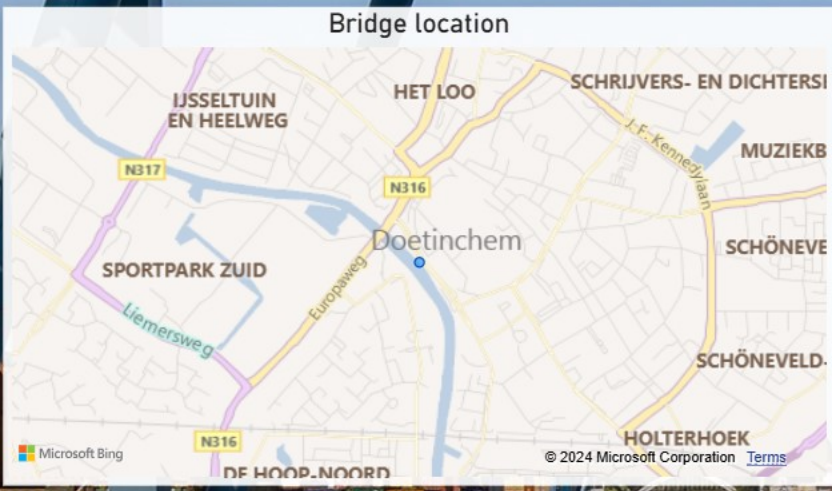 Bridge location
IJSSELTUIN
EN HEELWEG
HET LOO
SCHRIJVERS- EN DICHTERSI
J. F. Kennedylaan
MUZIEKB
N317
N316
Doetinchem
SCHÖNEVE
SPORTPARK ZUID
Europaweg
Liemersweg
SCHÖNEVELD-
N316
HOLTERHOEK
Microsoft Bing
© 2024 Microsoft Corporation Terms
DE HOOP-NOORD